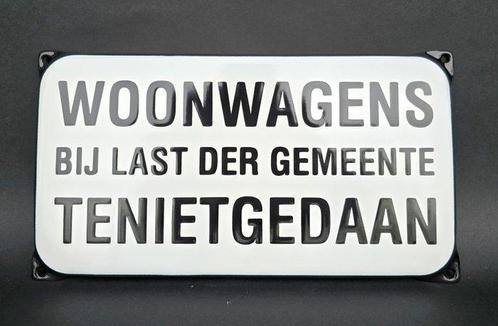 WOONWAGENS
BIJ LAST DER GEMEENTE
TENIETGEDAAN